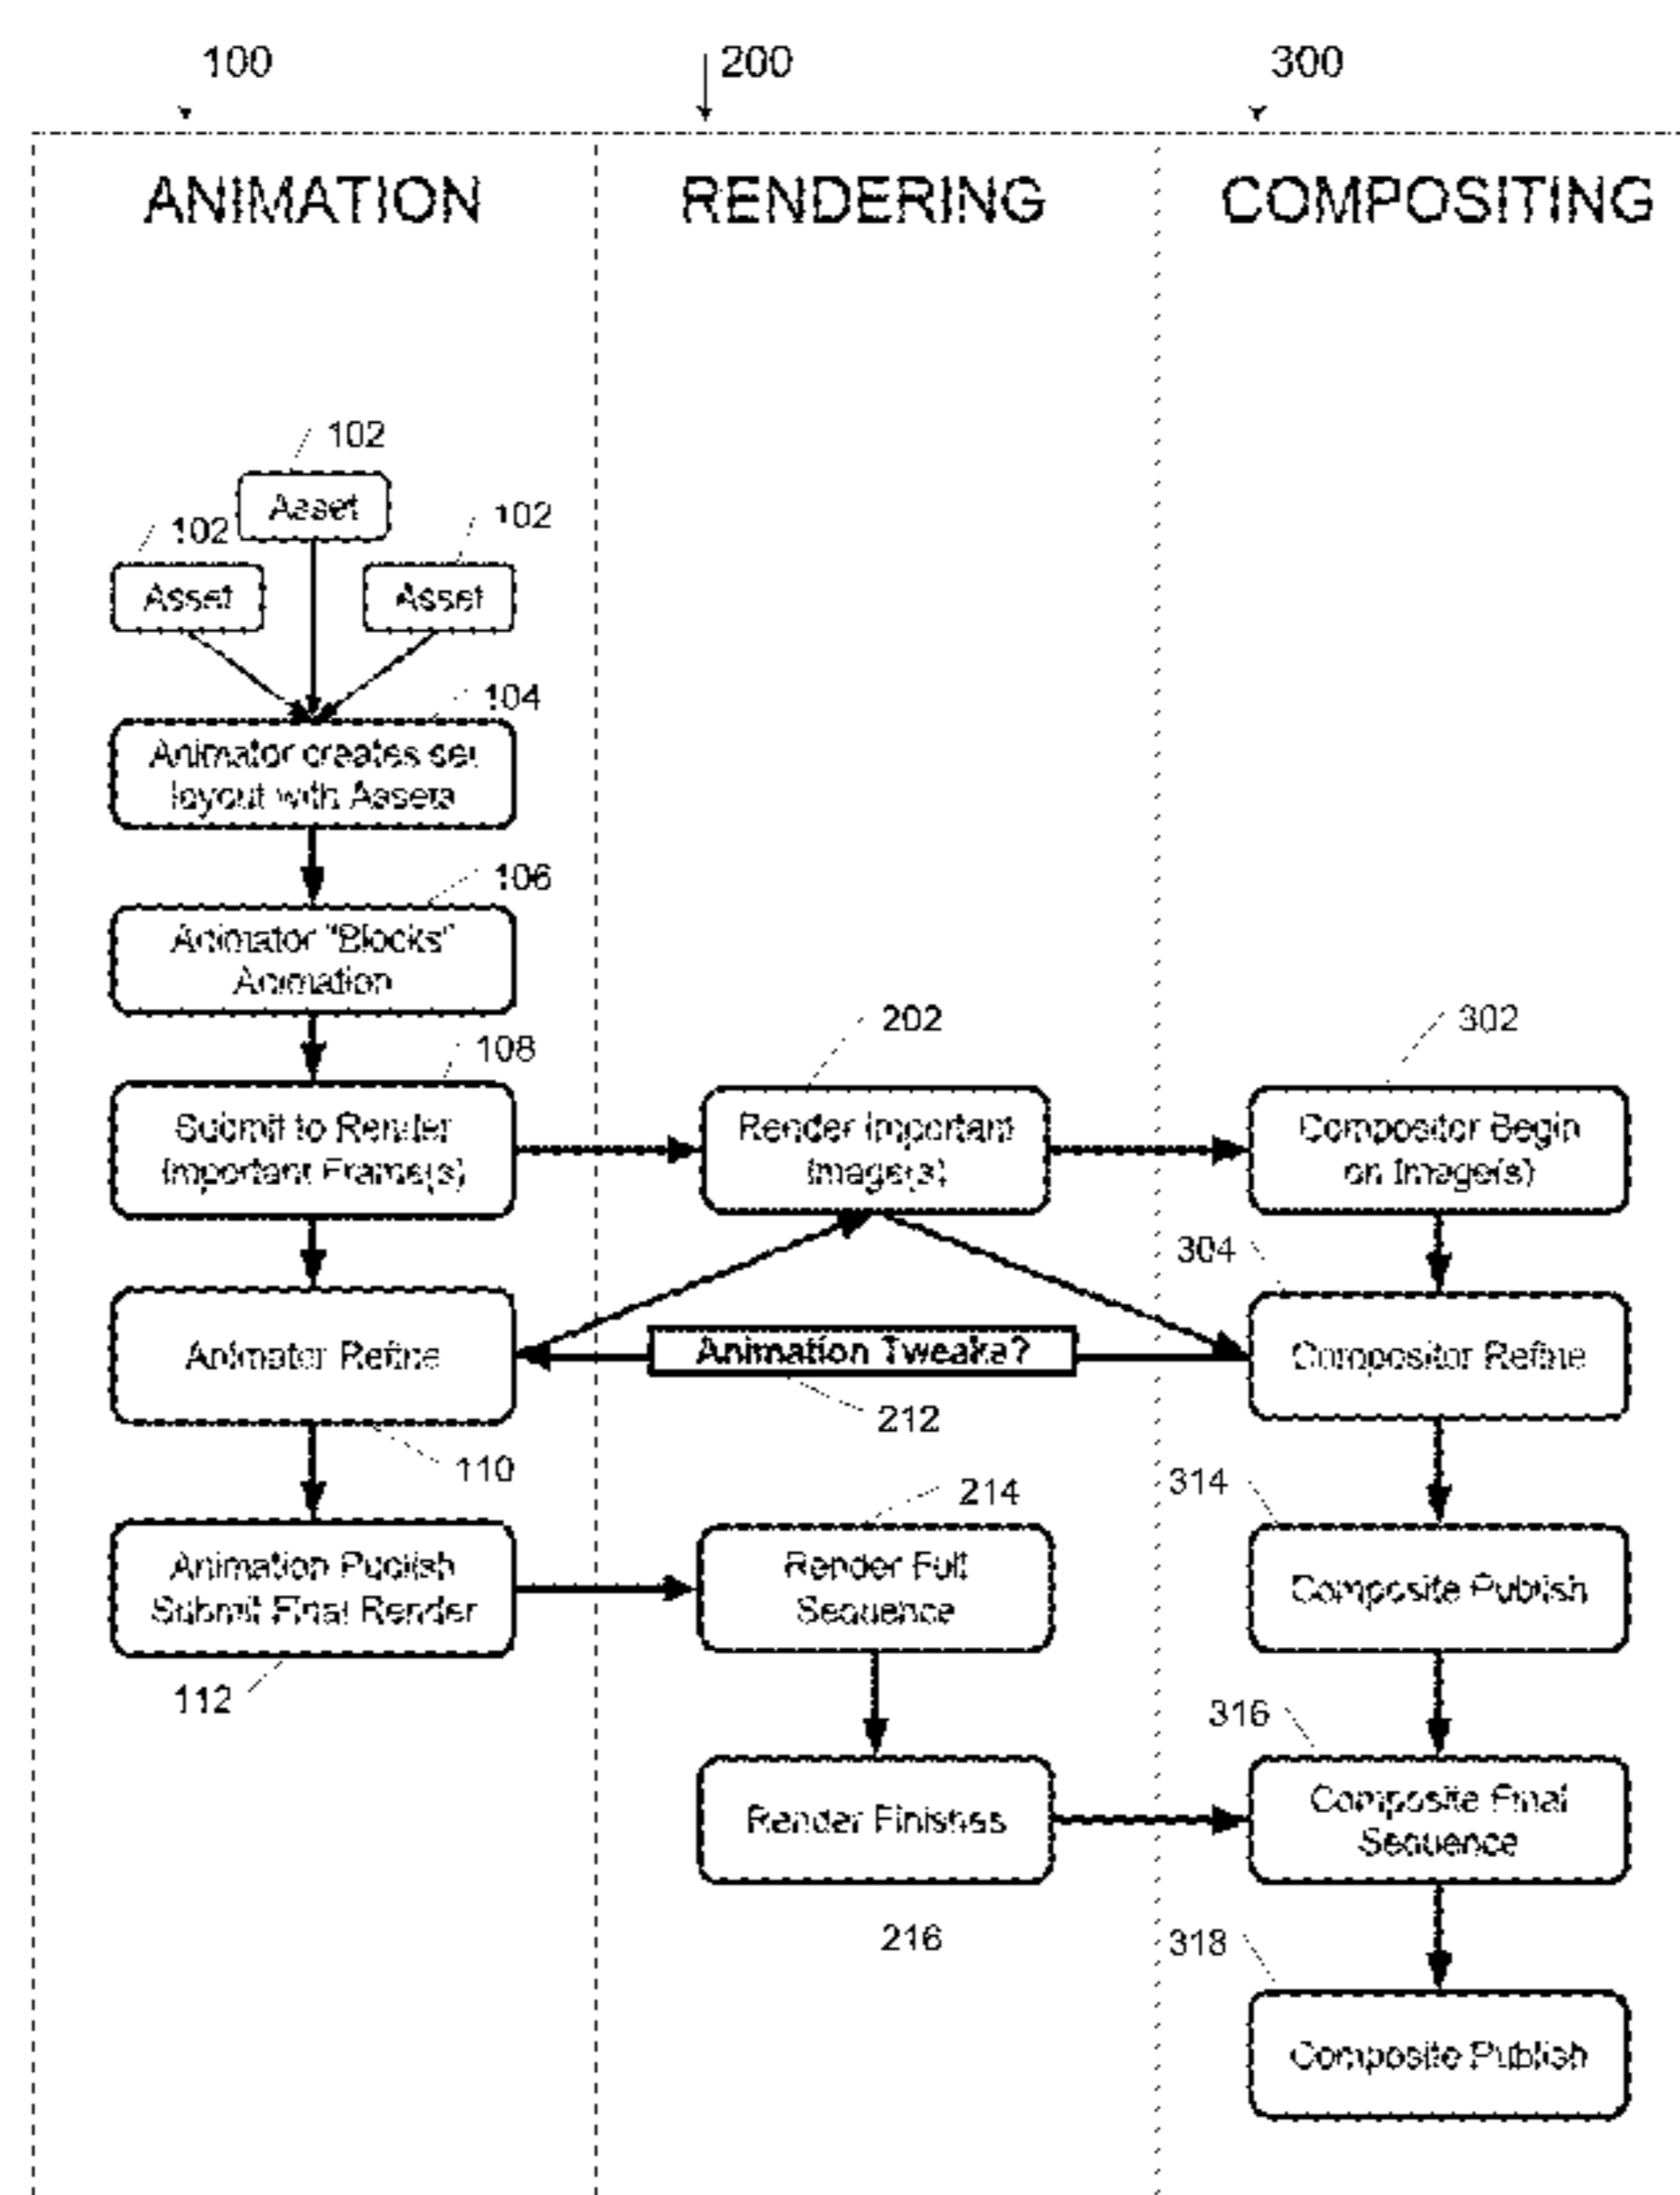 100
200
300
ANIMATION
RENDERING
COMPOSITING
102
Asset
102
102
Asset
Asset
104
Animator creates set
layout with Assets
106
Animator "Blocks"
Animation
108
Submit to Render
Important Frame(s)
202
Render Important
Image(s)
302
Compositor Begin
on Image(s)
304
Animator Refine
110
Animation Tweaks?
212
Compositor Refine
Animation Publish
Submit Final Render
112
214
Render Full
Sequence
314
Composite Publish
Render Finishes
216
316
Composite Final
Sequence
318
Composite Publish